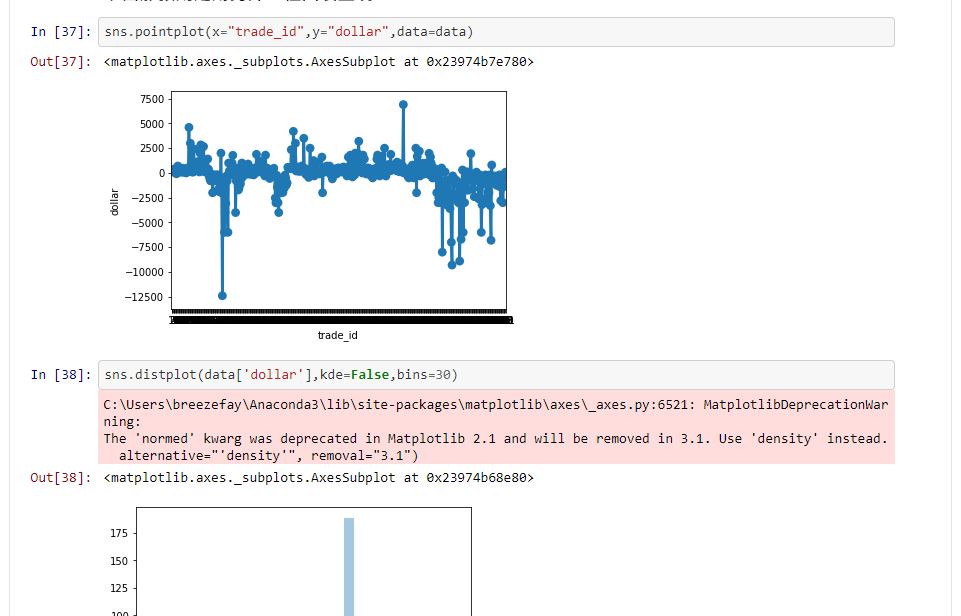 In [37]: sns.pointplot(x="trade_id",y="dollar",data=data)
Out[37]: <matplotlib.axes._subplots.AxesSubplot at 0x23974b7e780>
7500
5000
2500
0
−2500
−5000
−7500
−10000
−12500
dollar
trade_id
In [38]: sns.distplot(data['dollar'],kde=False,bins=30)
C:\Users\breezefay\Anaconda3\lib\site-packages\matplotlib\axes\_axes.py:6521: MatplotlibDeprecationWar
ning:
The 'normed' kwarg was deprecated in Matplotlib 2.1 and will be removed in 3.1. Use 'density' instead.
alternative="'density'", removal="3.1")
Out[38]: <matplotlib.axes._subplots.AxesSubplot at 0x23974b68e80>
175
150
125
100